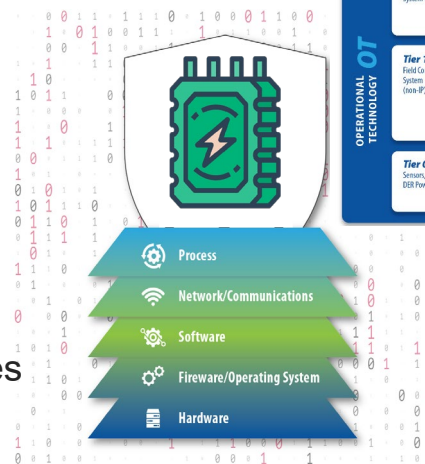 OPERATIONAL
TECHNOLOGY OT
Tier
Field Co
System
(non-IP)
Tier
Sensors,
DER Pow
Process
Network/Communications
Software
es
Fireware/Operating System
Hardware